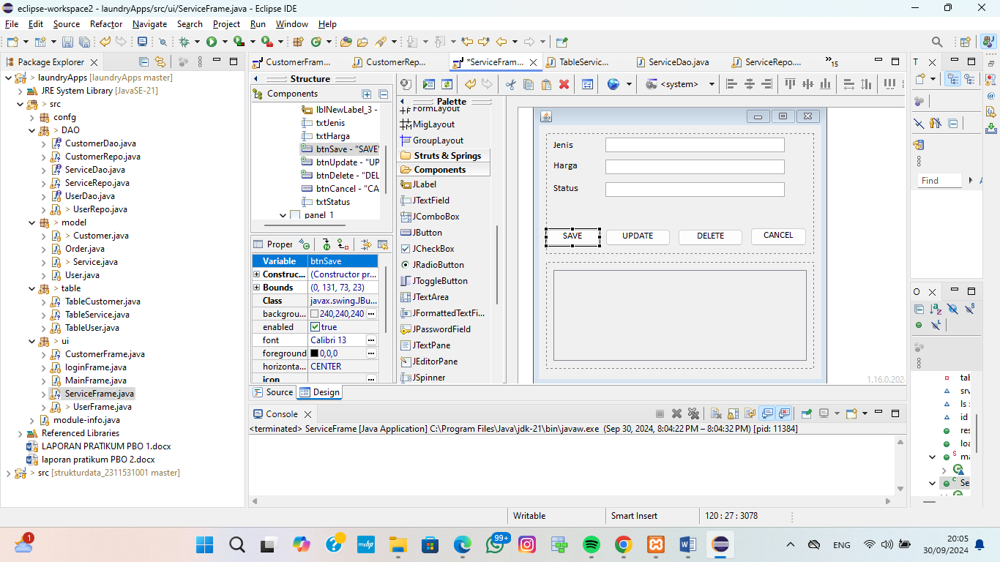 eclipse-workspace2 - laundryApps/src/ui/ServiceFrame.java - Eclipse IDE
File Edit Source Refactor Navigate Search Project Run Window Help
Package Explorer
laundryApps [laundryApps master]
JRE System Library [JavaSE-21]
> src
confg
> DAO
CustomerDao.java
CustomerRepo.java
ServiceDao.java
ServiceRepo.java
UserDao.java
> UserRepo.java
> model
> Customer.java
Order.java
> Service.java
User.java
> table
TableCustomer.java
TableService.java
TableUser.java
> ui
CustomerFrame.java
loginFrame.java
MainFrame.java
ServiceFrame.java
> UserFrame.java
module-info.java
Referenced Libraries
LAPORAN PRATIKUM PBO 1.docx
laporan pratikum PBO 2.docx
> src [strukturdata_2311531001 master]
CustomerFram... CustomerRep... *ServiceFram... TableServic... ServiceDao.java ServiceRepo.... »15
Structure
Components
lblNewLabel_3 -
txtJenis
txtHarga
btnSave - "SAVE"
btnUpdate - "UP
btnDelete - "DEL
btnCancel - "CA
txtStatus
panel_1
Proper
Variable btnSave
Construc... (Constructor pr...
Bounds (0, 131, 73, 23)
Class javax.swing.JBu...
backgrou... 240,240,240
enabled true
font Calibri 13
foreground 0,0,0
horizonta... CENTER
icon
Palette
FormLayout
MigLayout
GroupLayout
Struts & Springs
Components
JLabel
JTextField
JComboBox
JButton
JCheckBox
JRadioButton
JToggleButton
JTextArea
JFormattedTextFi...
JPasswordField
JTextPane
JEditorPane
JSpinner
<system>
Jenis
Harga
Status
SAVE UPDATE DELETE CANCEL
1.16.0.202
Source Design
Console
<terminated> ServiceFrame [Java Application] C:\Program Files\Java\jdk-21\bin\javaw.exe (Sep 30, 2024, 8:04:22 PM – 8:04:32 PM) [pid: 11384]
T
Find
O
tab
srv
ls :
id
res
loa
ma
Se
Writable Smart Insert 120 : 27 : 3078
1
myhp
99+
ENG
20:05
30/09/2024